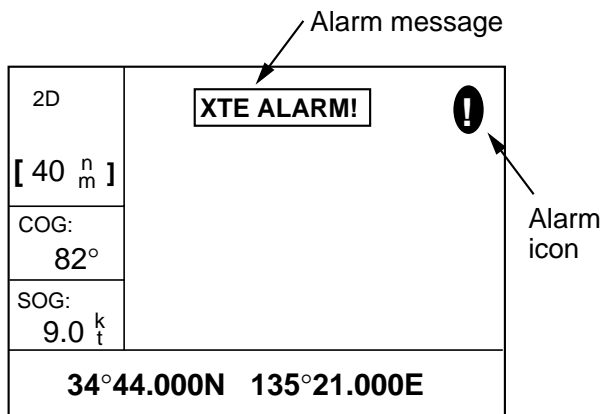 Alarm message
2D
XTE ALARM!
!
[ 40 nm ]
COG:
82°
SOG:
9.0 kt
Alarm
icon
34°44.000N 135°21.000E